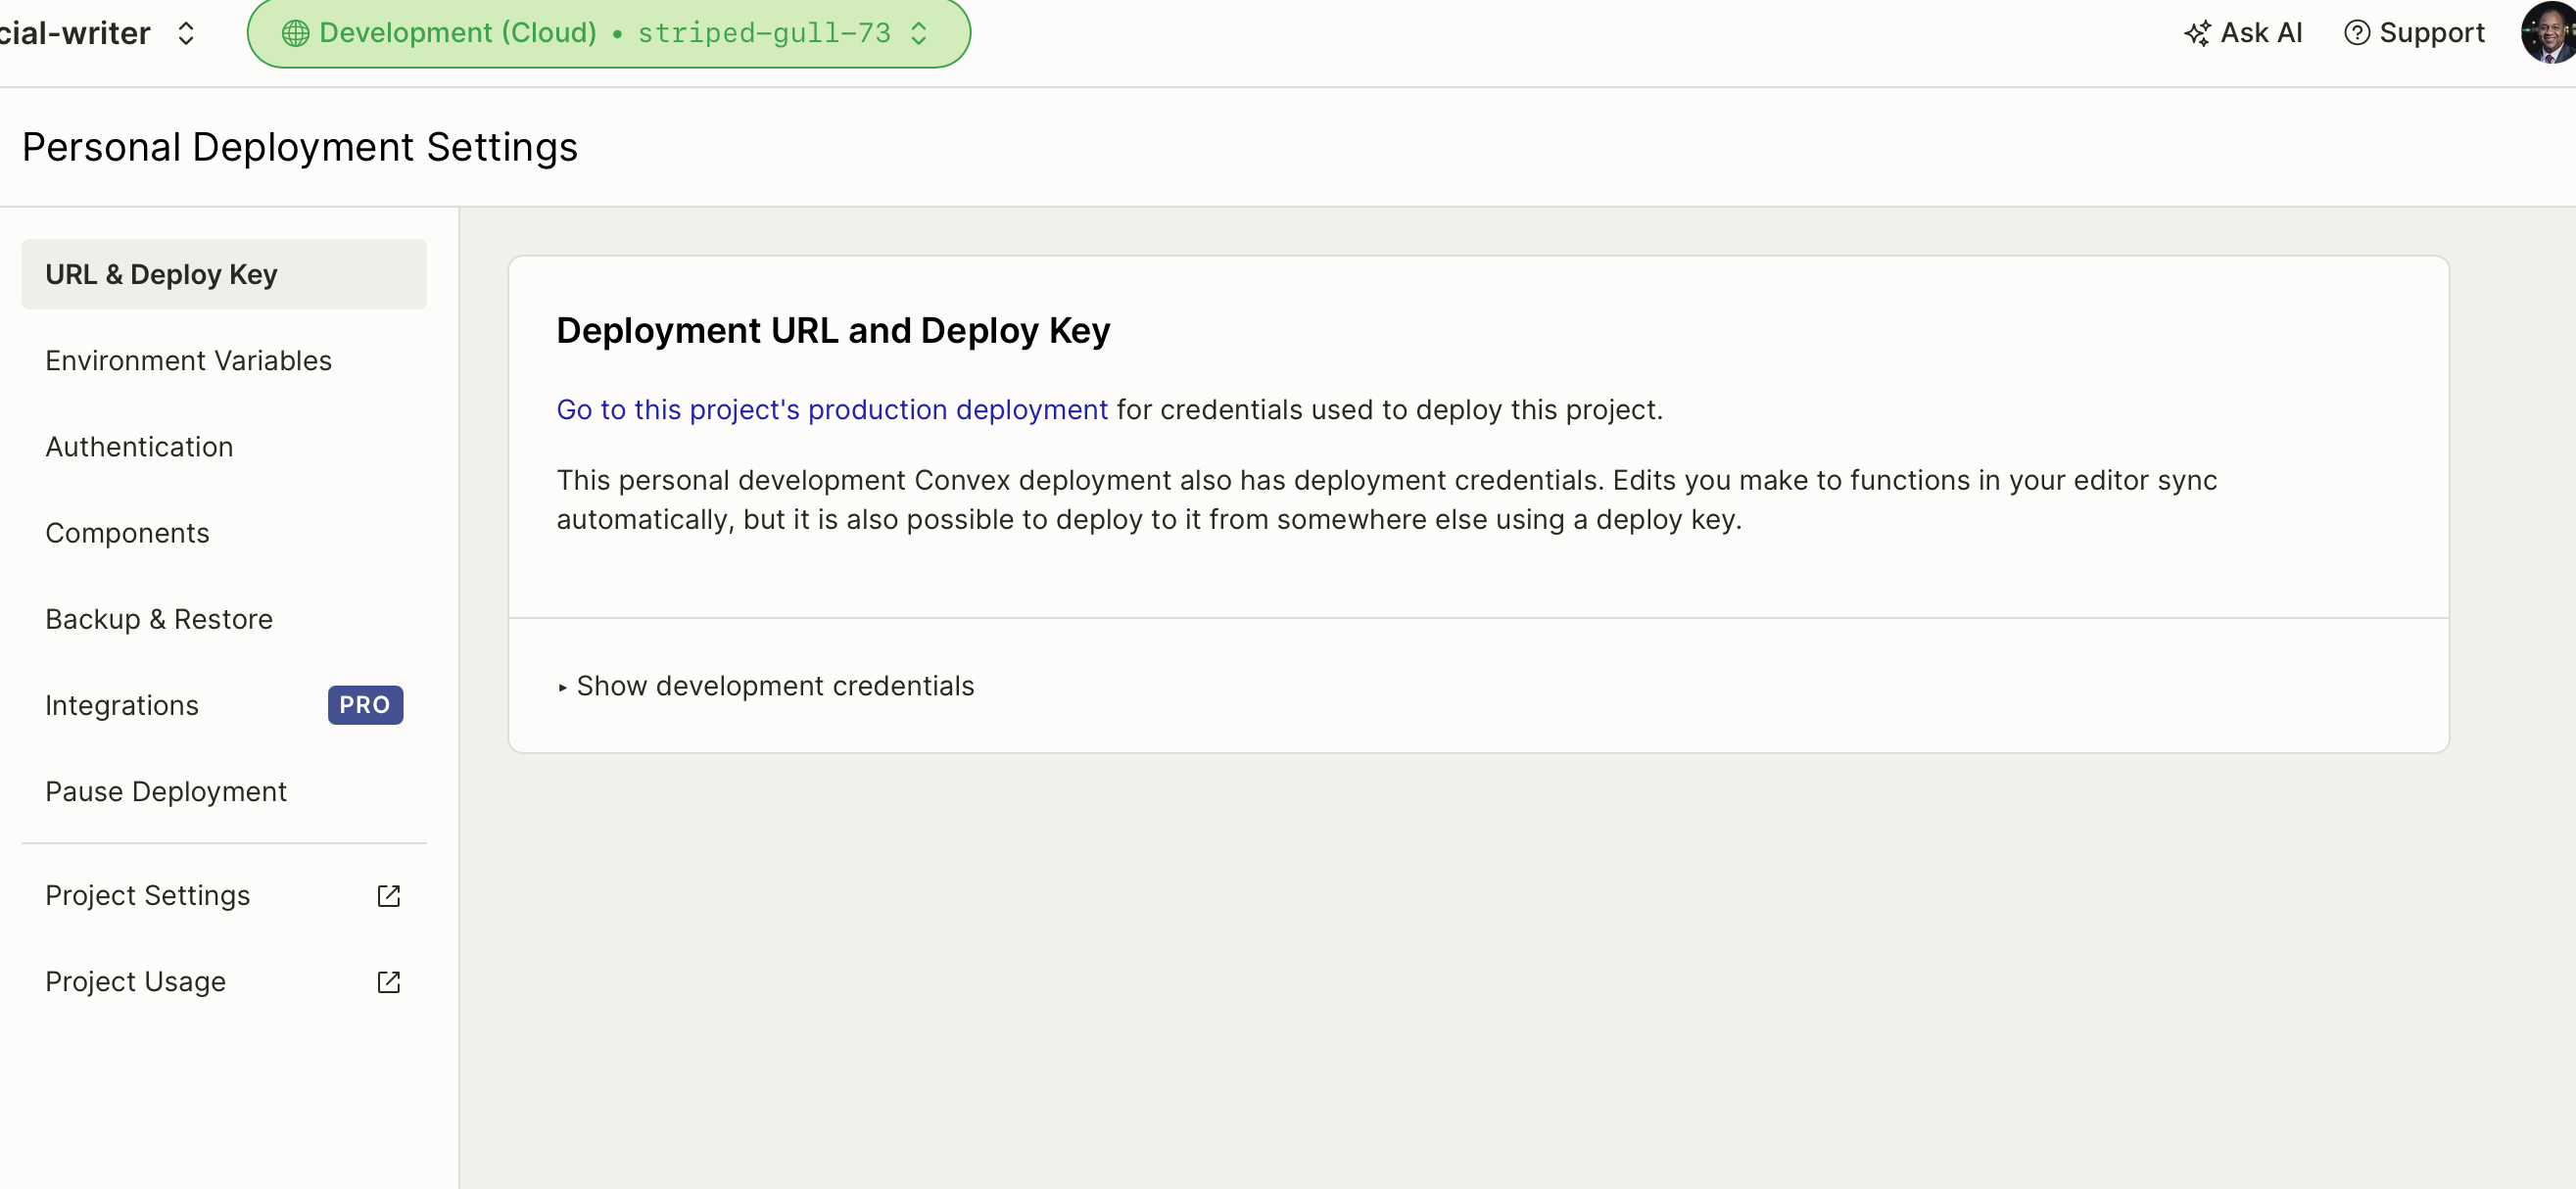 cial-writer
Development (Cloud) • striped-gull-73
Ask AI
Support
Personal Deployment Settings
URL & Deploy Key
Environment Variables
Authentication
Components
Backup & Restore
Integrations PRO
Pause Deployment
Project Settings
Project Usage
Deployment URL and Deploy Key
Go to this project's production deployment for credentials used to deploy this project.
This personal development Convex deployment also has deployment credentials. Edits you make to functions in your editor sync
automatically, but it is also possible to deploy to it from somewhere else using a deploy key.
Show development credentials